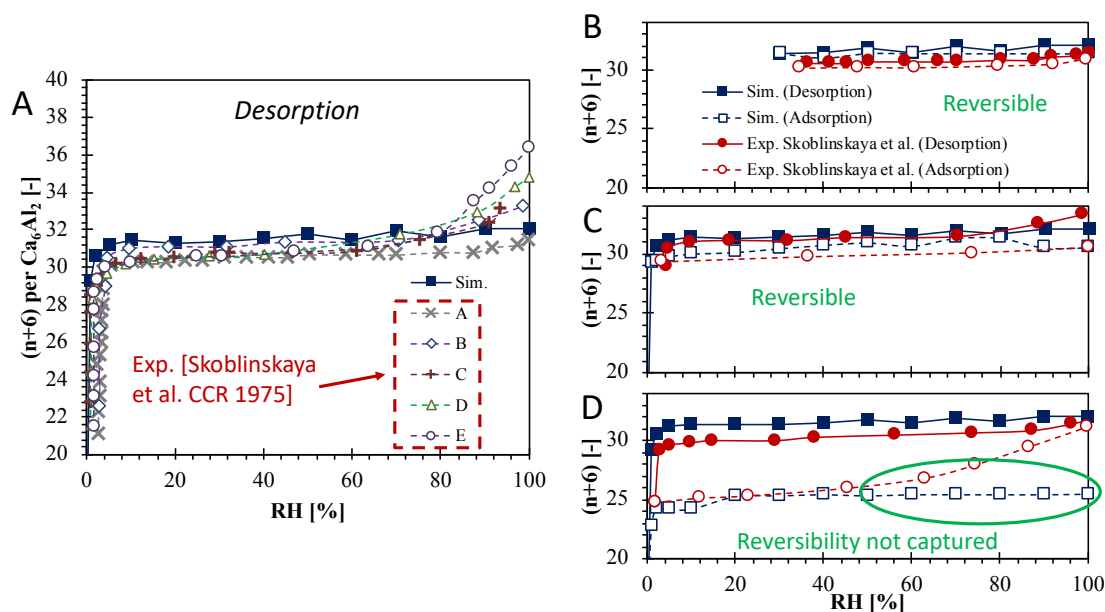 A
Desorption
40
38
36
34
32
30
28
26
24
22
20
(n+6) per Ca6Al2 [-]
0
20
40
60
80
100
RH [%]
Sim.
A
B
C
D
E
Exp. [Skoblinskaya
et al. CCR 1975]
B
30
25
20
(n+6) [-]
Sim. (Desorption)
Sim. (Adsorption)
Exp. Skoblinskaya et al. (Desorption)
Exp. Skoblinskaya et al. (Adsorption)
Reversible
C
30
25
20
(n+6) [-]
Reversible
D
30
25
20
(n+6) [-]
Reversibility not captured
0
20
40
60
80
100
RH [%]